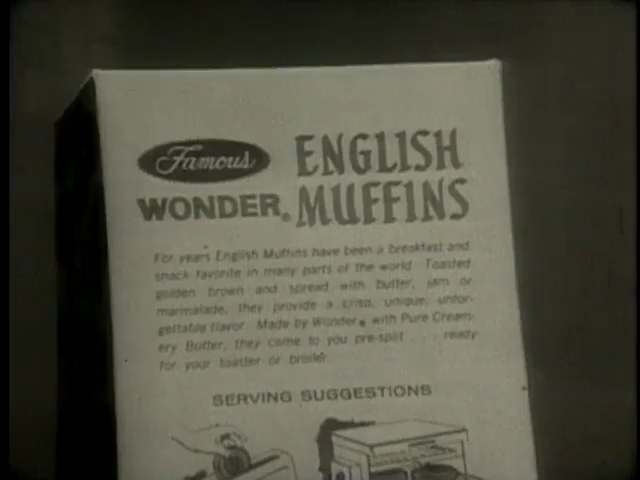 Famous
WONDER® ENGLISH
MUFFINS
For years English Muffins have been a breakfast and
snack favorite in many parts of the world. Toasted
golden brown and spread with butter, jam or
marmalade, they provide a crisp, unique, unfor-
gettable flavor. Made by Wonder® with Pure Cream-
ery Butter, they come to you pre-split . . . ready
for your toaster or broiler.
SERVING SUGGESTIONS